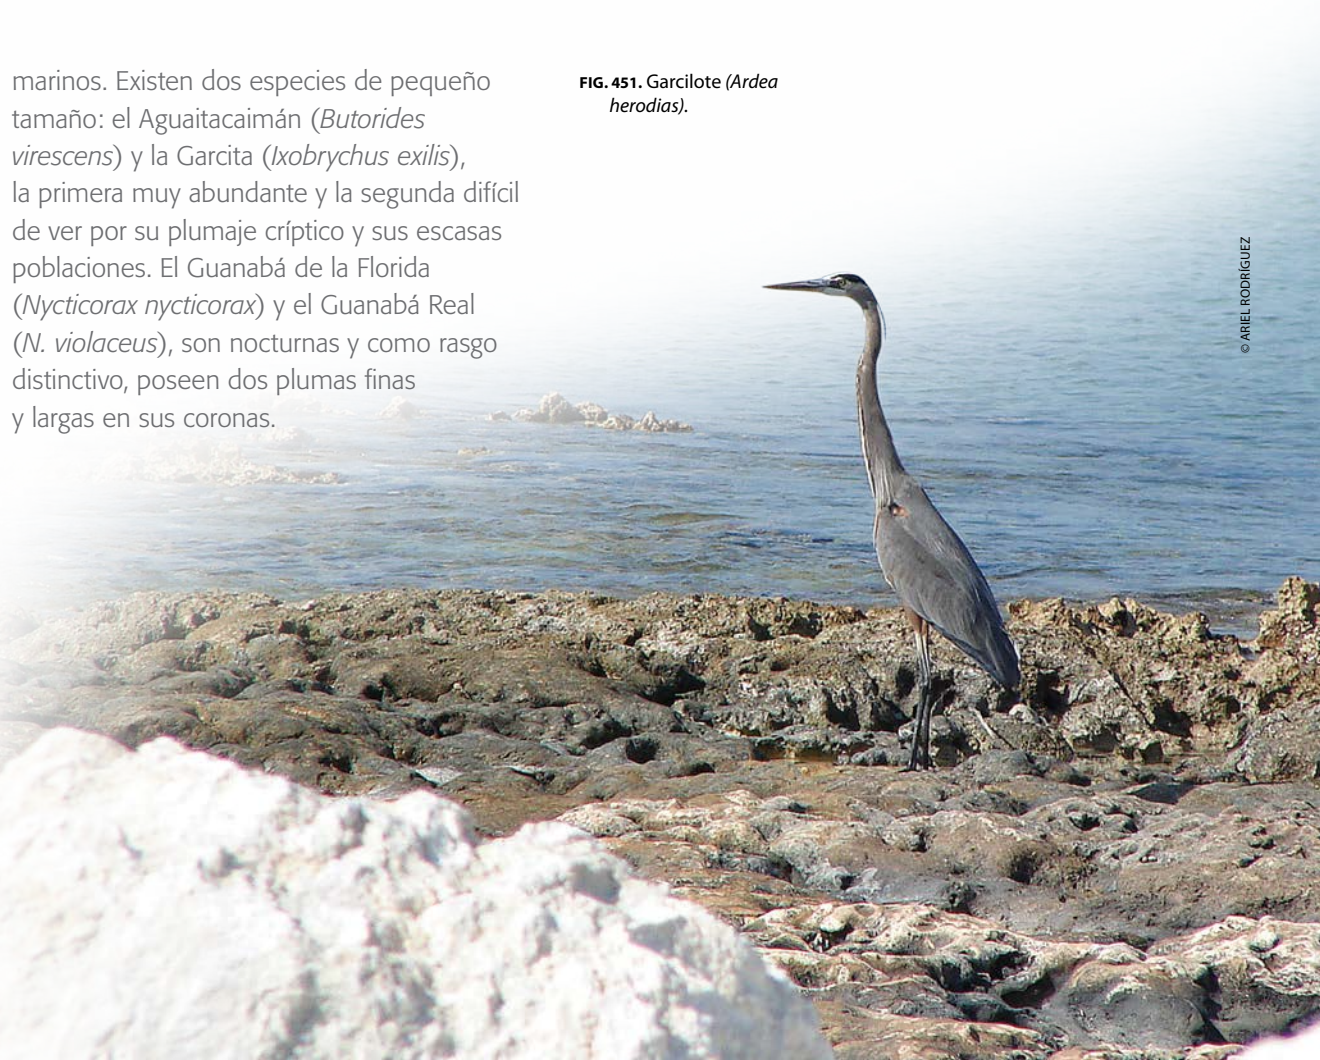 marinos. Existen dos especies de pequeño
tamaño: el Aguaitacaimán (Butorides
virescens) y la Garcita (Ixobrychus exilis),
la primera muy abundante y la segunda difícil
de ver por su plumaje críptico y sus escasas
poblaciones. El Guanabá de la Florida
(Nycticorax nycticorax) y el Guanabá Real
(N. violaceus), son nocturnas y como rasgo
distinctivo, poseen dos plumas finas
y largas en sus coronas.
FIG. 451. Garcilote (Ardea
herodias).
© ARIEL RODRÍGUEZ